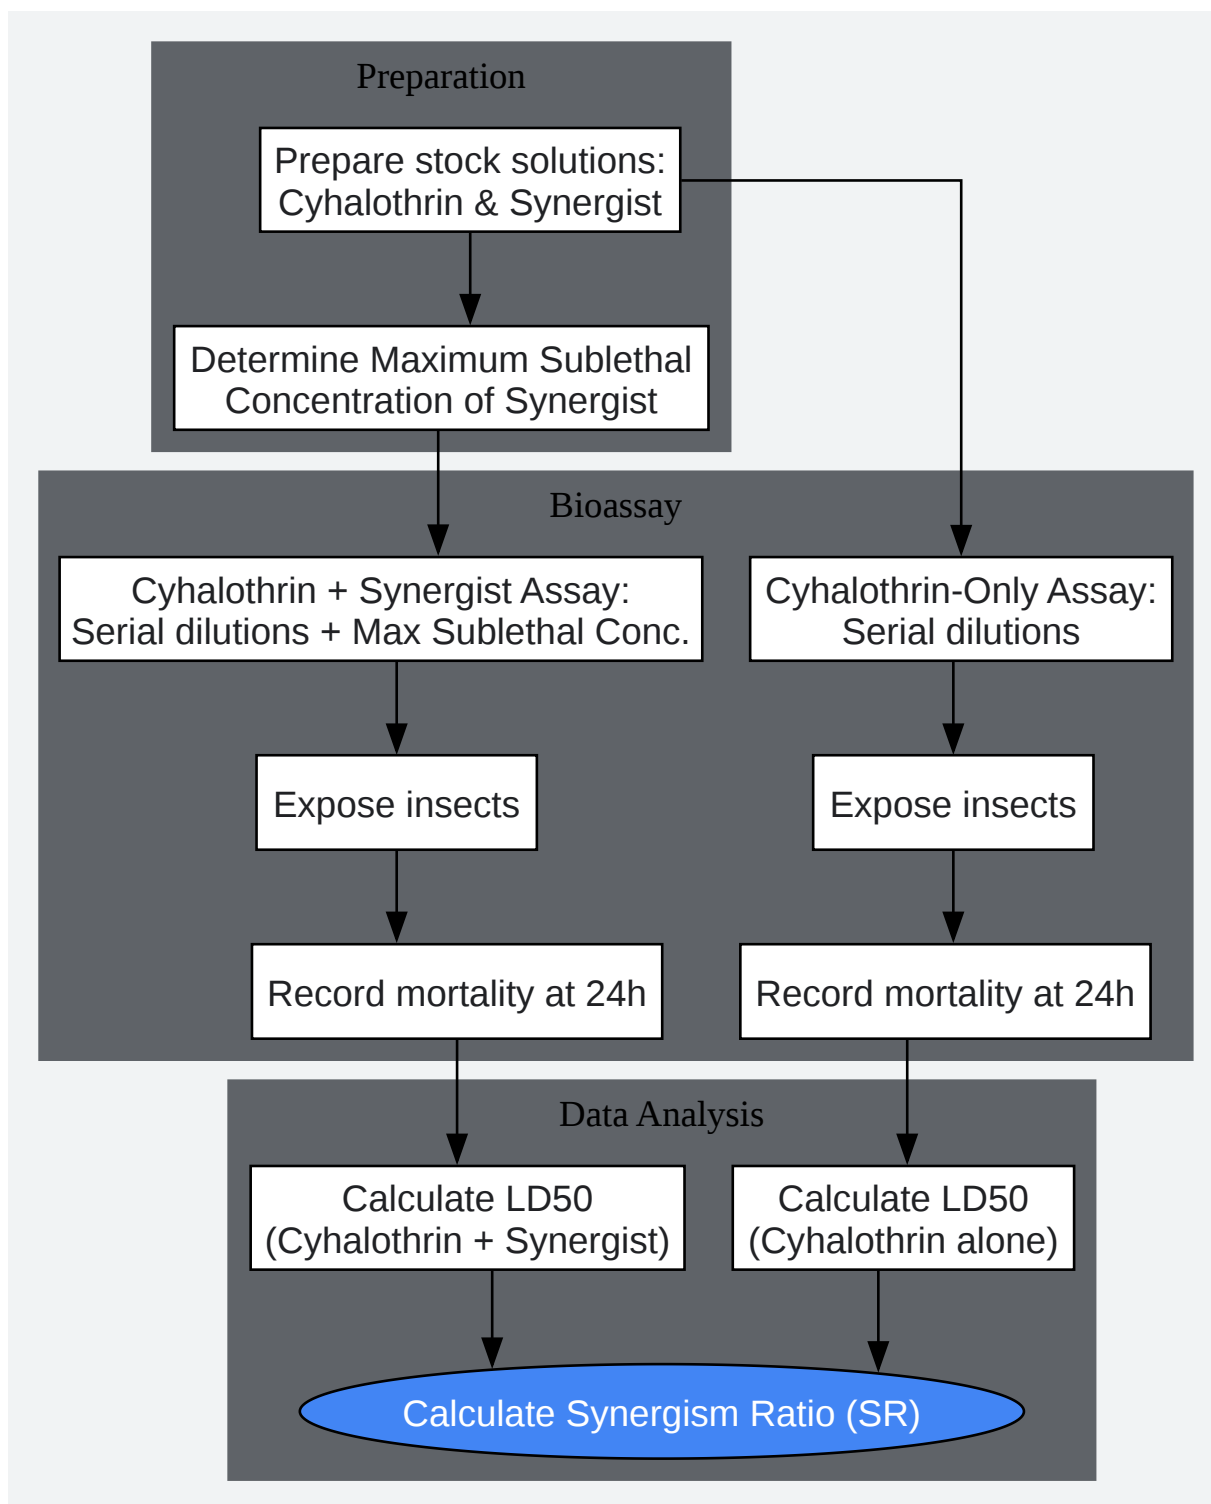 Preparation
Prepare stock solutions:
Cyhalothrin & Synergist
Determine Maximum Sublethal
Concentration of Synergist
Bioassay
Cyhalothrin + Synergist Assay:
Serial dilutions + Max Sublethal Conc.
Cyhalothrin-Only Assay:
Serial dilutions
Expose insects
Expose insects
Record mortality at 24h
Record mortality at 24h
Data Analysis
Calculate LD50
(Cyhalothrin + Synergist)
Calculate LD50
(Cyhalothrin alone)
Calculate Synergism Ratio (SR)